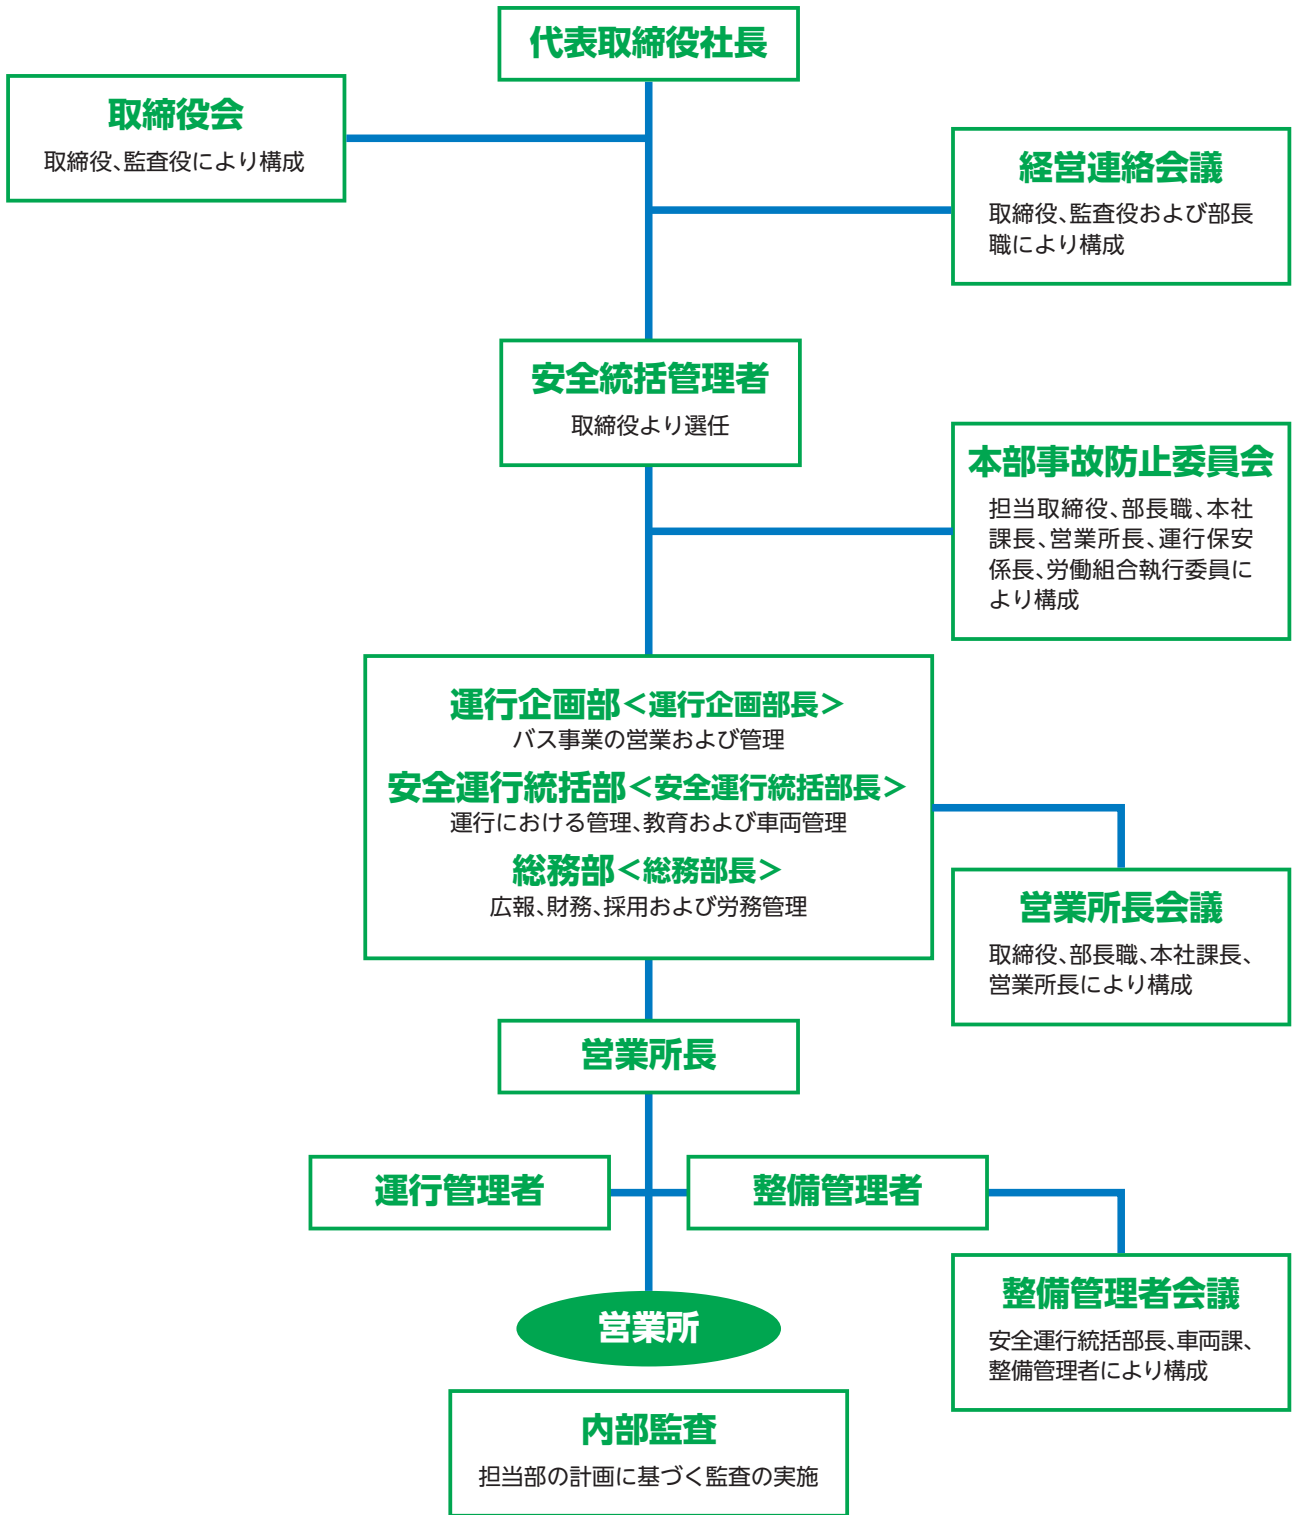 代表取締役社長
取締役会
取締役、監査役により構成
経営連絡会議
取締役、監査役および部長
職により構成
安全統括管理者
取締役より選任
本部事故防止委員会
担当取締役、部長職、本社
課長、営業所長、運行保安
係長、労働組合執行委員に
より構成
運行企画部＜運行企画部長＞
バス事業の営業および管理
安全運行統括部＜安全運行統括部長＞
運行における管理、教育および車両管理
総務部＜総務部長＞
広報、財務、採用および労務管理
営業所長会議
取締役、部長職、本社課長、
営業所長により構成
営業所長
運行管理者
整備管理者
整備管理者会議
安全運行統括部長、車両課、
整備管理者により構成
営業所
内部監査
担当部の計画に基づく監査の実施